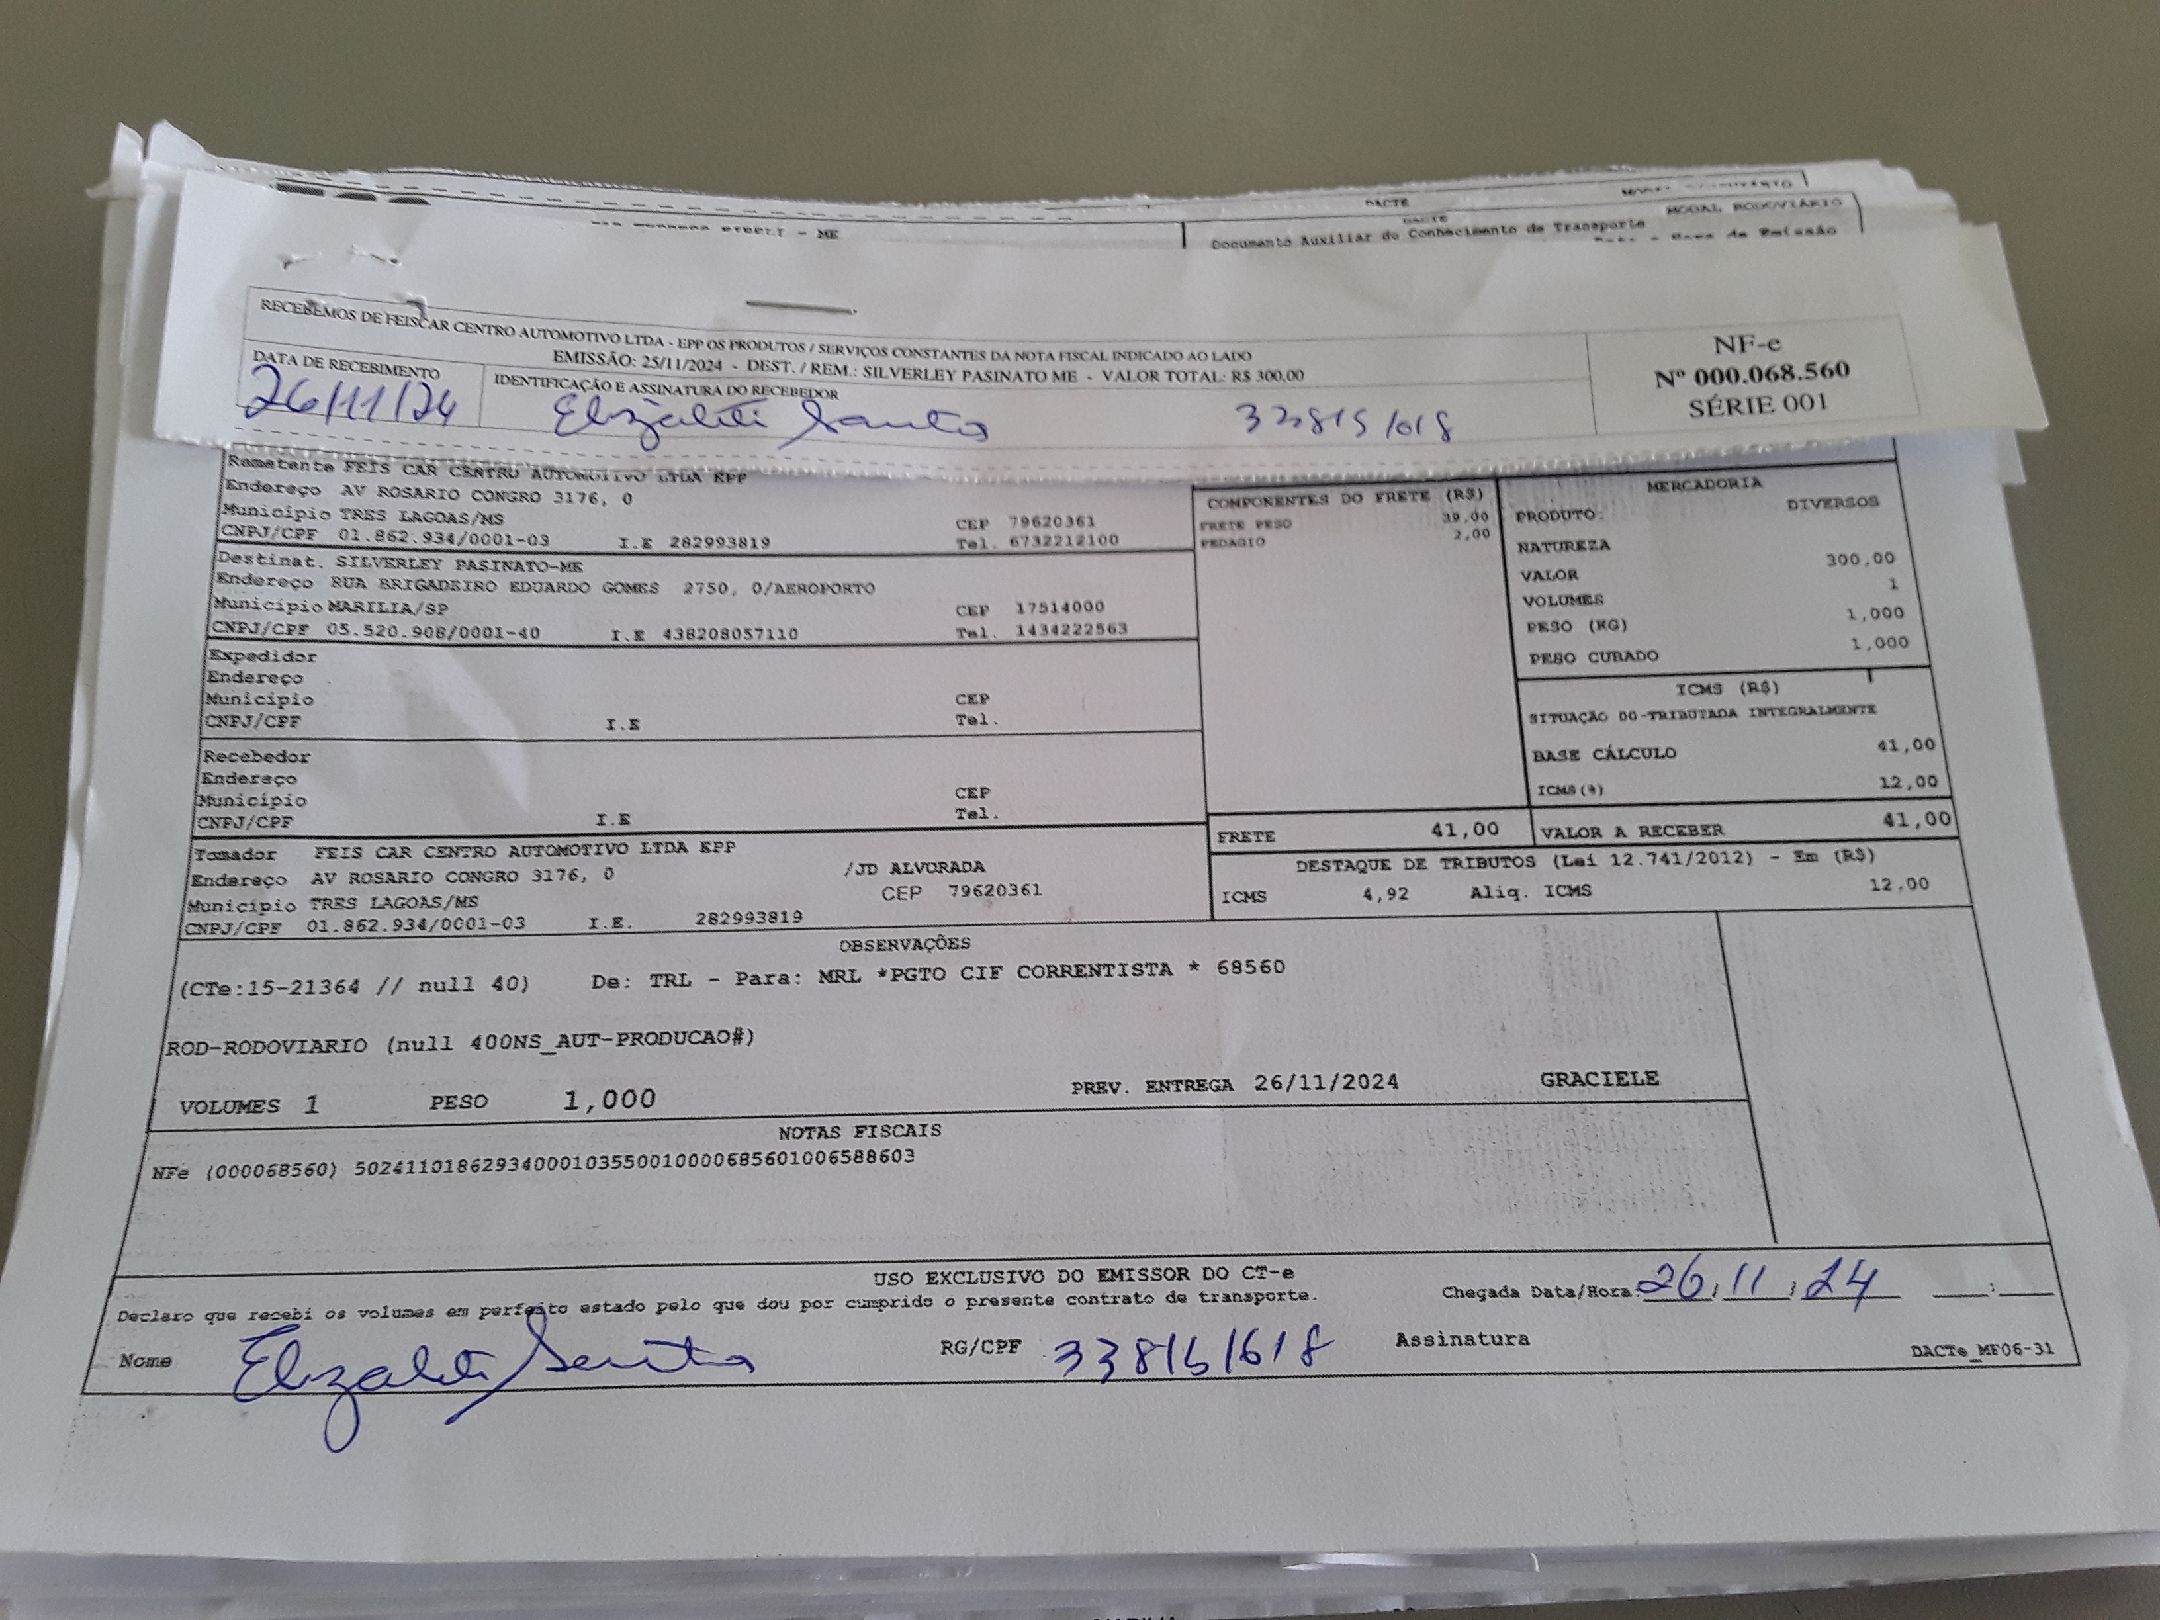 DACTE
DACTE
MODAL RODOVIÁRIO
- ME
Documento Auxiliar do Conhecimento de Transporte
RECEBEMOS DE FEISCAR CENTRO AUTOMOTIVO LTDA - EPP OS PRODUTOS / SERVIÇOS CONSTANTES DA NOTA FISCAL INDICADO AO LADO
EMISSÃO: 25/11/2024 - DEST. / REM.: SILVERLEY PASINATO ME - VALOR TOTAL: R$ 300,00
NF-e
Nº 000.068.560
SÉRIE 001
DATA DE RECEBIMENTO
IDENTIFICAÇÃO E ASSINATURA DO RECEBEDOR
26/11/24 Santos
Remetente FEIS CAR CENTRO AUTOMOTIVO LTDA EPP
Endereço AV ROSARIO CONGRO 3176, 0
Município TRES LAGOAS/MS CEP 79620361
CNPJ/CPF 01.862.934/0001-03 I.E 282993819 Tel. 6732212100
Destinat. SILVERLEY PASINATO-ME
Endereço RUA BRIGADEIRO EDUARDO GOMES 2750, 0/AEROPORTO
Município MARILIA/SP CEP 17514000
CNPJ/CPF 05.520.908/0001-40 I.E 438208057110 Tel. 1434222563
Expedidor
Endereço
Município CEP
CNPJ/CPF I.E Tel.
Recebedor
Endereço
Município CEP
CNPJ/CPF I.E Tel.
Tomador FEIS CAR CENTRO AUTOMOTIVO LTDA EPP
Endereço AV ROSARIO CONGRO 3176, 0 /JD ALVORADA
Município TRES LAGOAS/MS CEP 79620361
CNPJ/CPF 01.862.934/0001-03 I.E. 282993819
COMPONENTES DO FRETE (R$)
FRETE PESO 39,00
PEDAGIO 2,00
FRETE 41,00
MERCADORIA
PRODUTO: DIVERSOS
NATUREZA
VALOR 300,00
VOLUMES 1
PESO (KG) 1,000
PESO CUBADO 1,000
ICMS (R$)
SITUAÇÃO DO-TRIBUTADA INTEGRALMENTE
BASE CÁLCULO 41,00
ICMS(%) 12,00
VALOR A RECEBER 41,00
DESTAQUE DE TRIBUTOS (Lei 12.741/2012) - Em (R$)
ICMS 4,92 Aliq. ICMS 12,00
OBSERVAÇÕES
(CTe:15-21364 // null 40) De: TRL - Para: MRL *PGTO CIF CORRENTISTA * 68560
ROD-RODOVIARIO (null 400NS_AUT-PRODUCAO#)
VOLUMES 1 PESO 1,000 PREV. ENTREGA 26/11/2024 GRACIELE
NOTAS FISCAIS
NFe (000068560) 50241101862934000103550010000685601006588603
USO EXCLUSIVO DO EMISSOR DO CT-e
Declaro que recebi os volumes em perfeito estado pelo que dou por cumprido o presente contrato de transporte.
Chegada Data/Hora: 26/11/24 :
Nome RG/CPF 338151618 Assinatura
DACTe_MF06-31